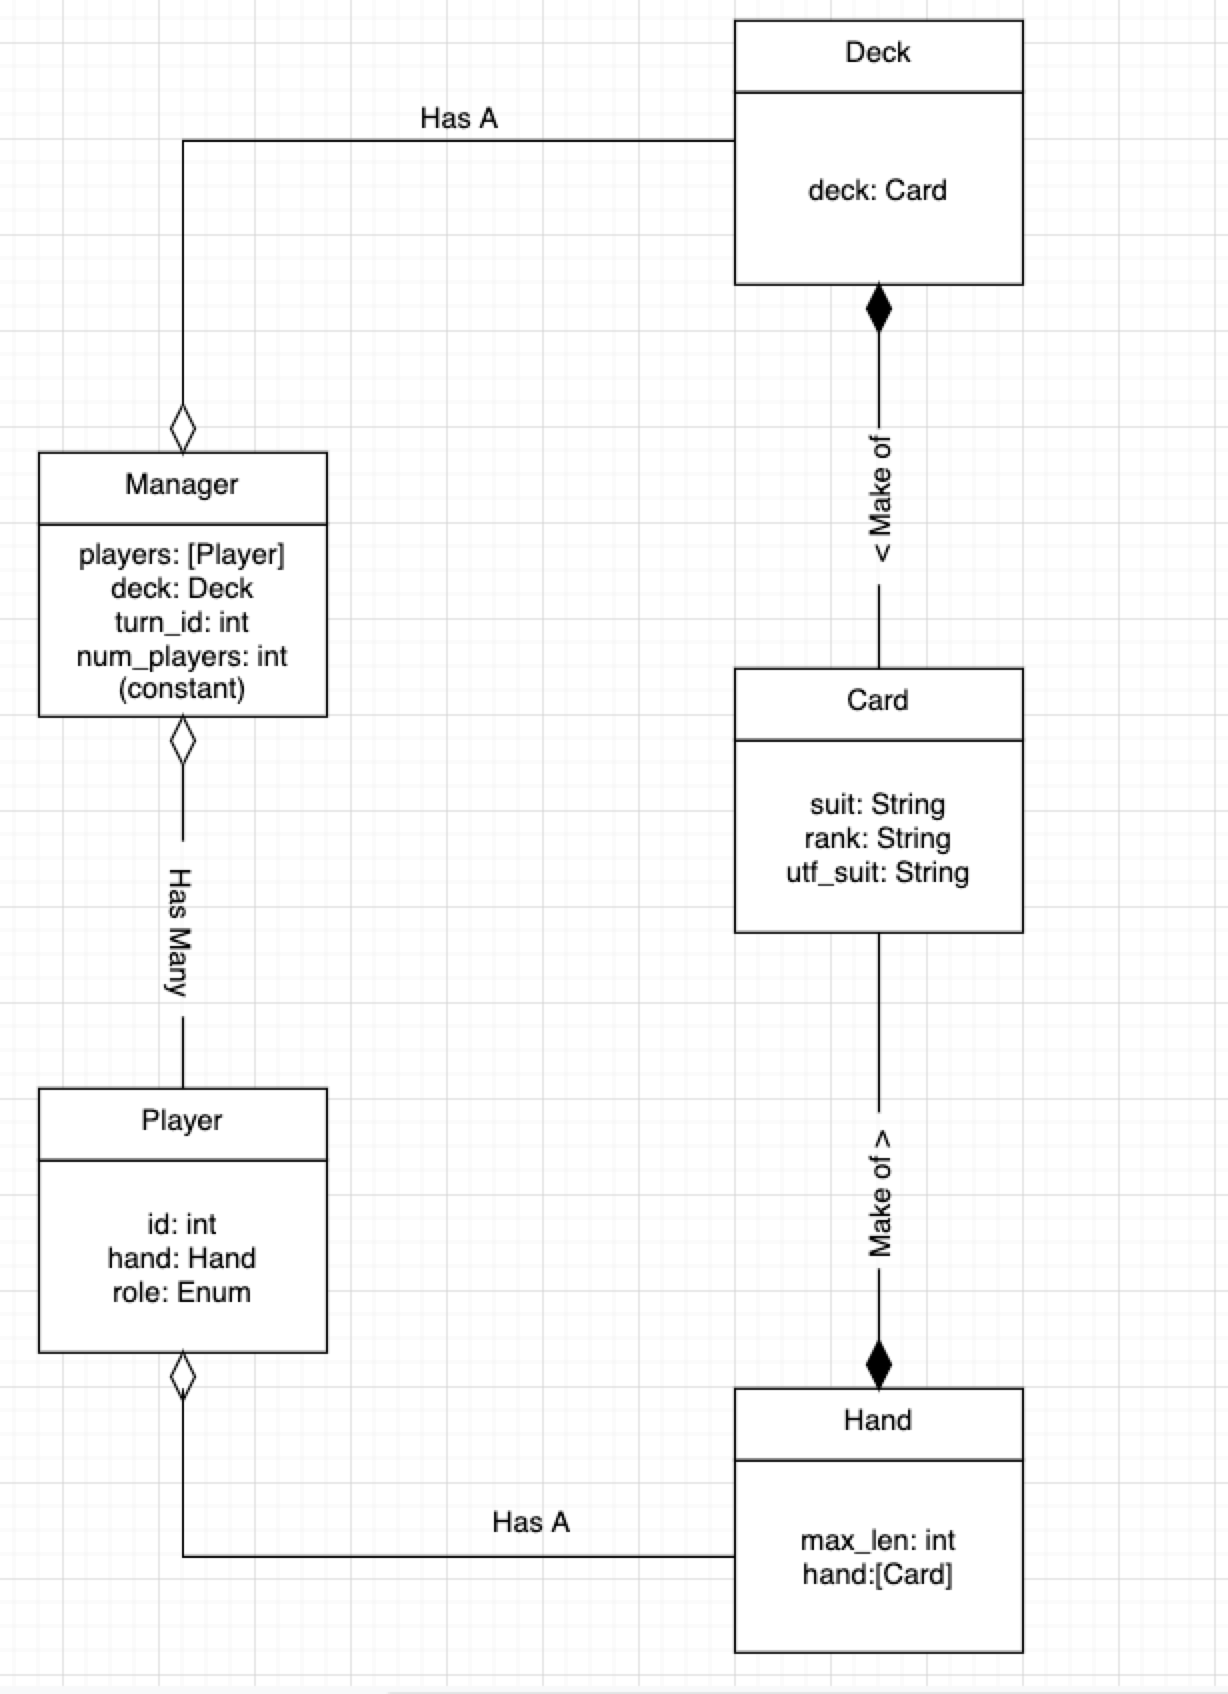 Deck
deck: Card
Has A
Manager
players: [Player]
deck: Deck
turn_id: int
num_players: int
(constant)
< Make of
Card
suit: String
rank: String
utf_suit: String
Has Many
Player
id: int
hand: Hand
role: Enum
Make of >
Hand
max_len: int
hand:[Card]
Has A